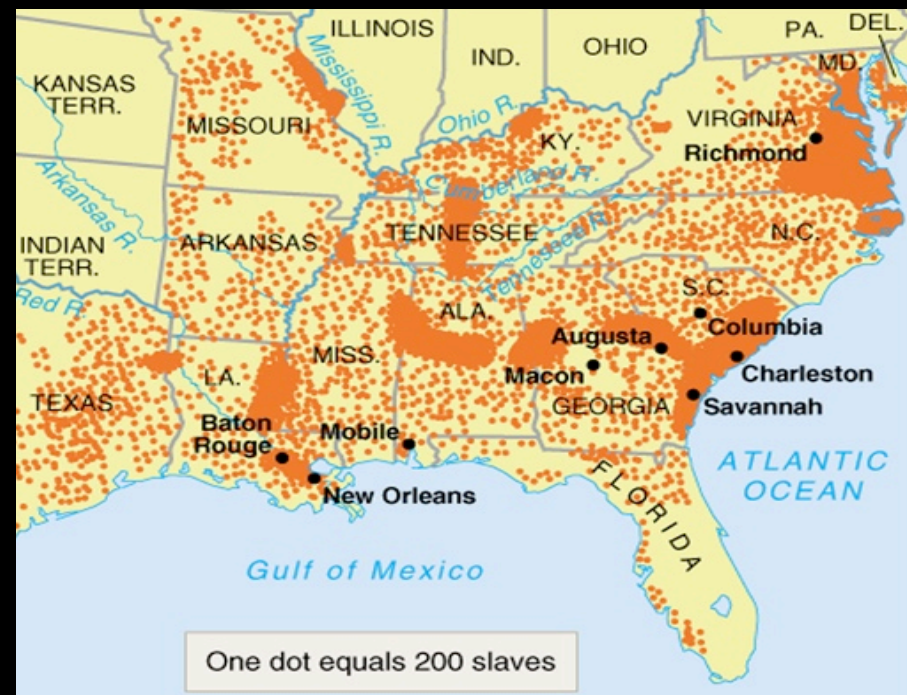 ILLINOIS
PA.
DEL.
IND.
OHIO
MD.
KANSAS
TERR.
Mississippi R.
MISSOURI
Ohio R.
KY.
VIRGINIA
Richmond
Arkansas R.
Cumberland R.
INDIAN
TERR.
ARKANSAS
TENNESSEE
Tennessee R.
N.C.
Red R.
S.C.
ALA.
Columbia
MISS.
Augusta
Macon
Charleston
TEXAS
LA.
GEORGIA
Savannah
Baton
Rouge
Mobile
New Orleans
FLORIDA
ATLANTIC
OCEAN
Gulf of Mexico
One dot equals 200 slaves